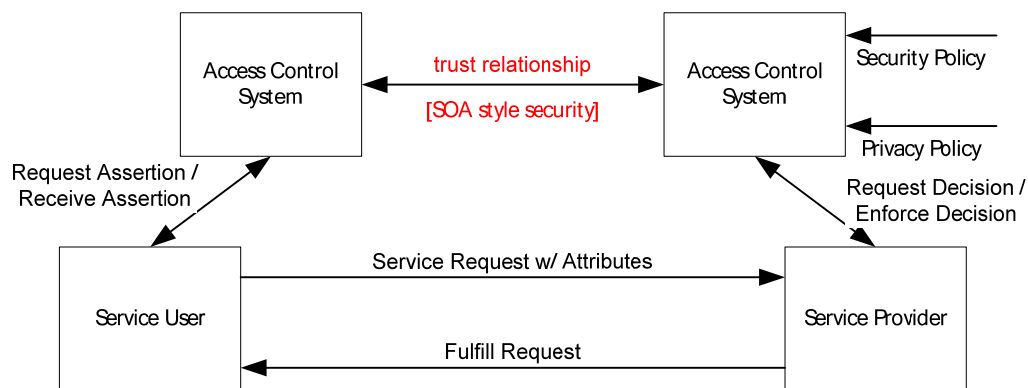 Access Control
System
trust relationship
[SOA style security]
Access Control
System
Security Policy
Privacy Policy
Request Assertion /
Receive Assertion
Request Decision /
Enforce Decision
Service User
Service Request w/ Attributes
Fulfill Request
Service Provider